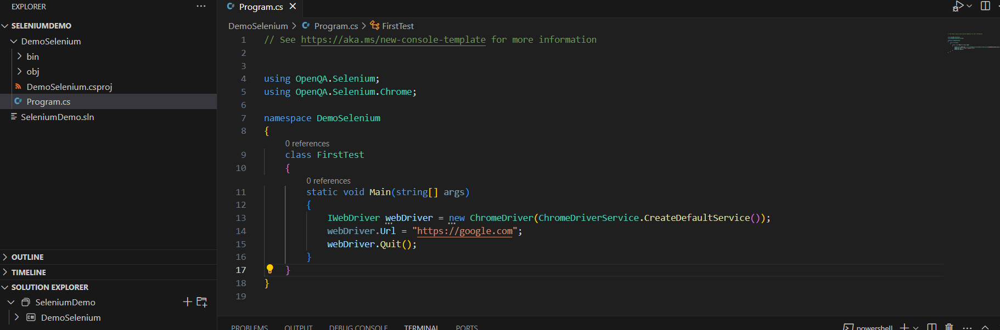 EXPLORER
SELENIUMDEMO
DemoSelenium
bin
obj
DemoSelenium.csproj
C# Program.cs
SeleniumDemo.sln
OUTLINE
TIMELINE
SOLUTION EXPLORER
SeleniumDemo
C# DemoSelenium
C# Program.cs
DemoSelenium > C# Program.cs > FirstTest
1 // See https://aka.ms/new-console-template for more information
2
3
4 using OpenQA.Selenium;
5 using OpenQA.Selenium.Chrome;
6
7 namespace DemoSelenium
8 {
0 references
9 class FirstTest
10 {
0 references
11 static void Main(string[] args)
12 {
13 IWebDriver webDriver = new ChromeDriver(ChromeDriverService.CreateDefaultService());
14 webDriver.Url = "https://google.com";
15 webDriver.Quit();
16 }
17 }
18 }
19
PROBLEMS OUTPUT DEBUG CONSOLE TERMINAL PORTS
powershell